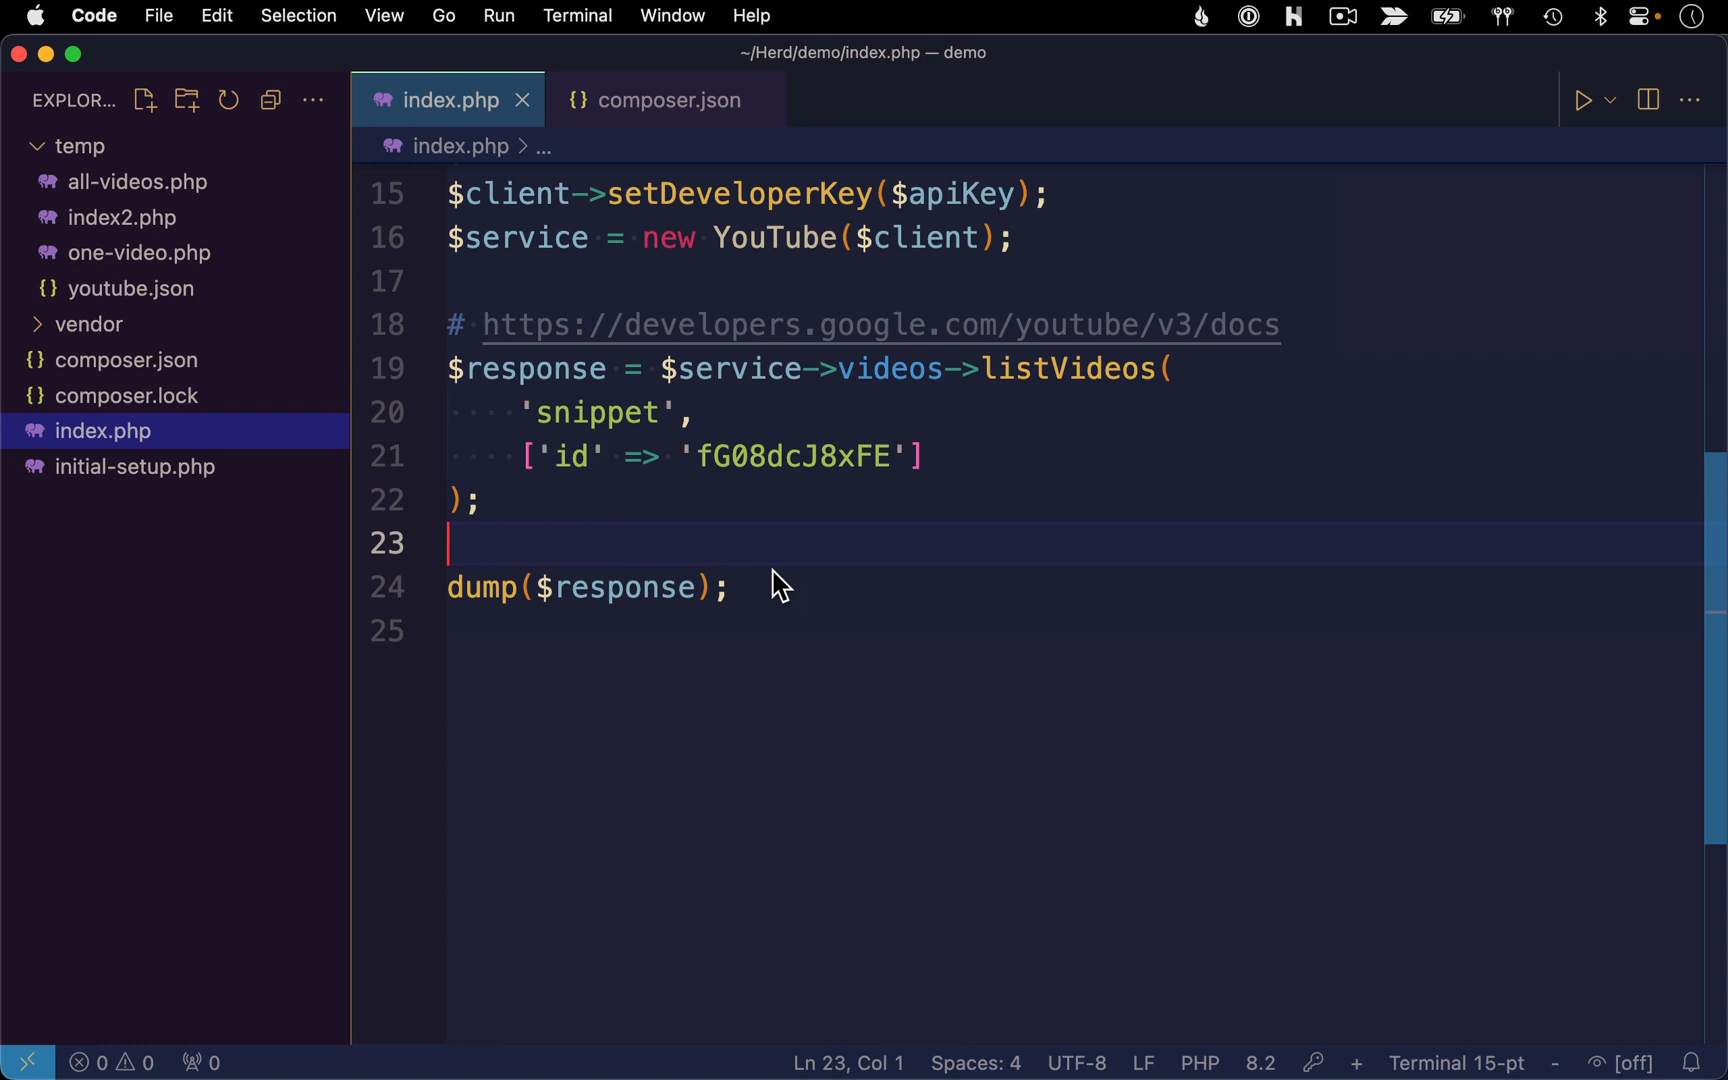 Code File Edit Selection View Go Run Terminal Window Help
~/Herd/demo/index.php — demo
EXPLOR...
temp
all-videos.php
index2.php
one-video.php
{} youtube.json
vendor
{} composer.json
{} composer.lock
index.php
initial-setup.php
index.php
{} composer.json
index.php > ...
15 $client->setDeveloperKey($apiKey);
16 $service = new YouTube($client);
17
18 # https://developers.google.com/youtube/v3/docs
19 $response = $service->videos->listVideos(
20 'snippet',
21 ['id' => 'fG08dcJ8xFE']
22 );
23
24 dump($response);
25
0 0 0 Ln 23, Col 1 Spaces: 4 UTF-8 LF PHP 8.2 + Terminal 15-pt - [off]